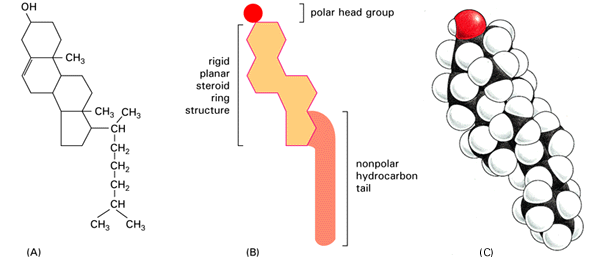 OH
CH3
CH3
CH3
CH
CH2
CH2
CH2
CH
CH3
CH3
(A)
polar head group
rigid
planar
steroid
ring
structure
nonpolar
hydrocarbon
tail
(B)
(C)